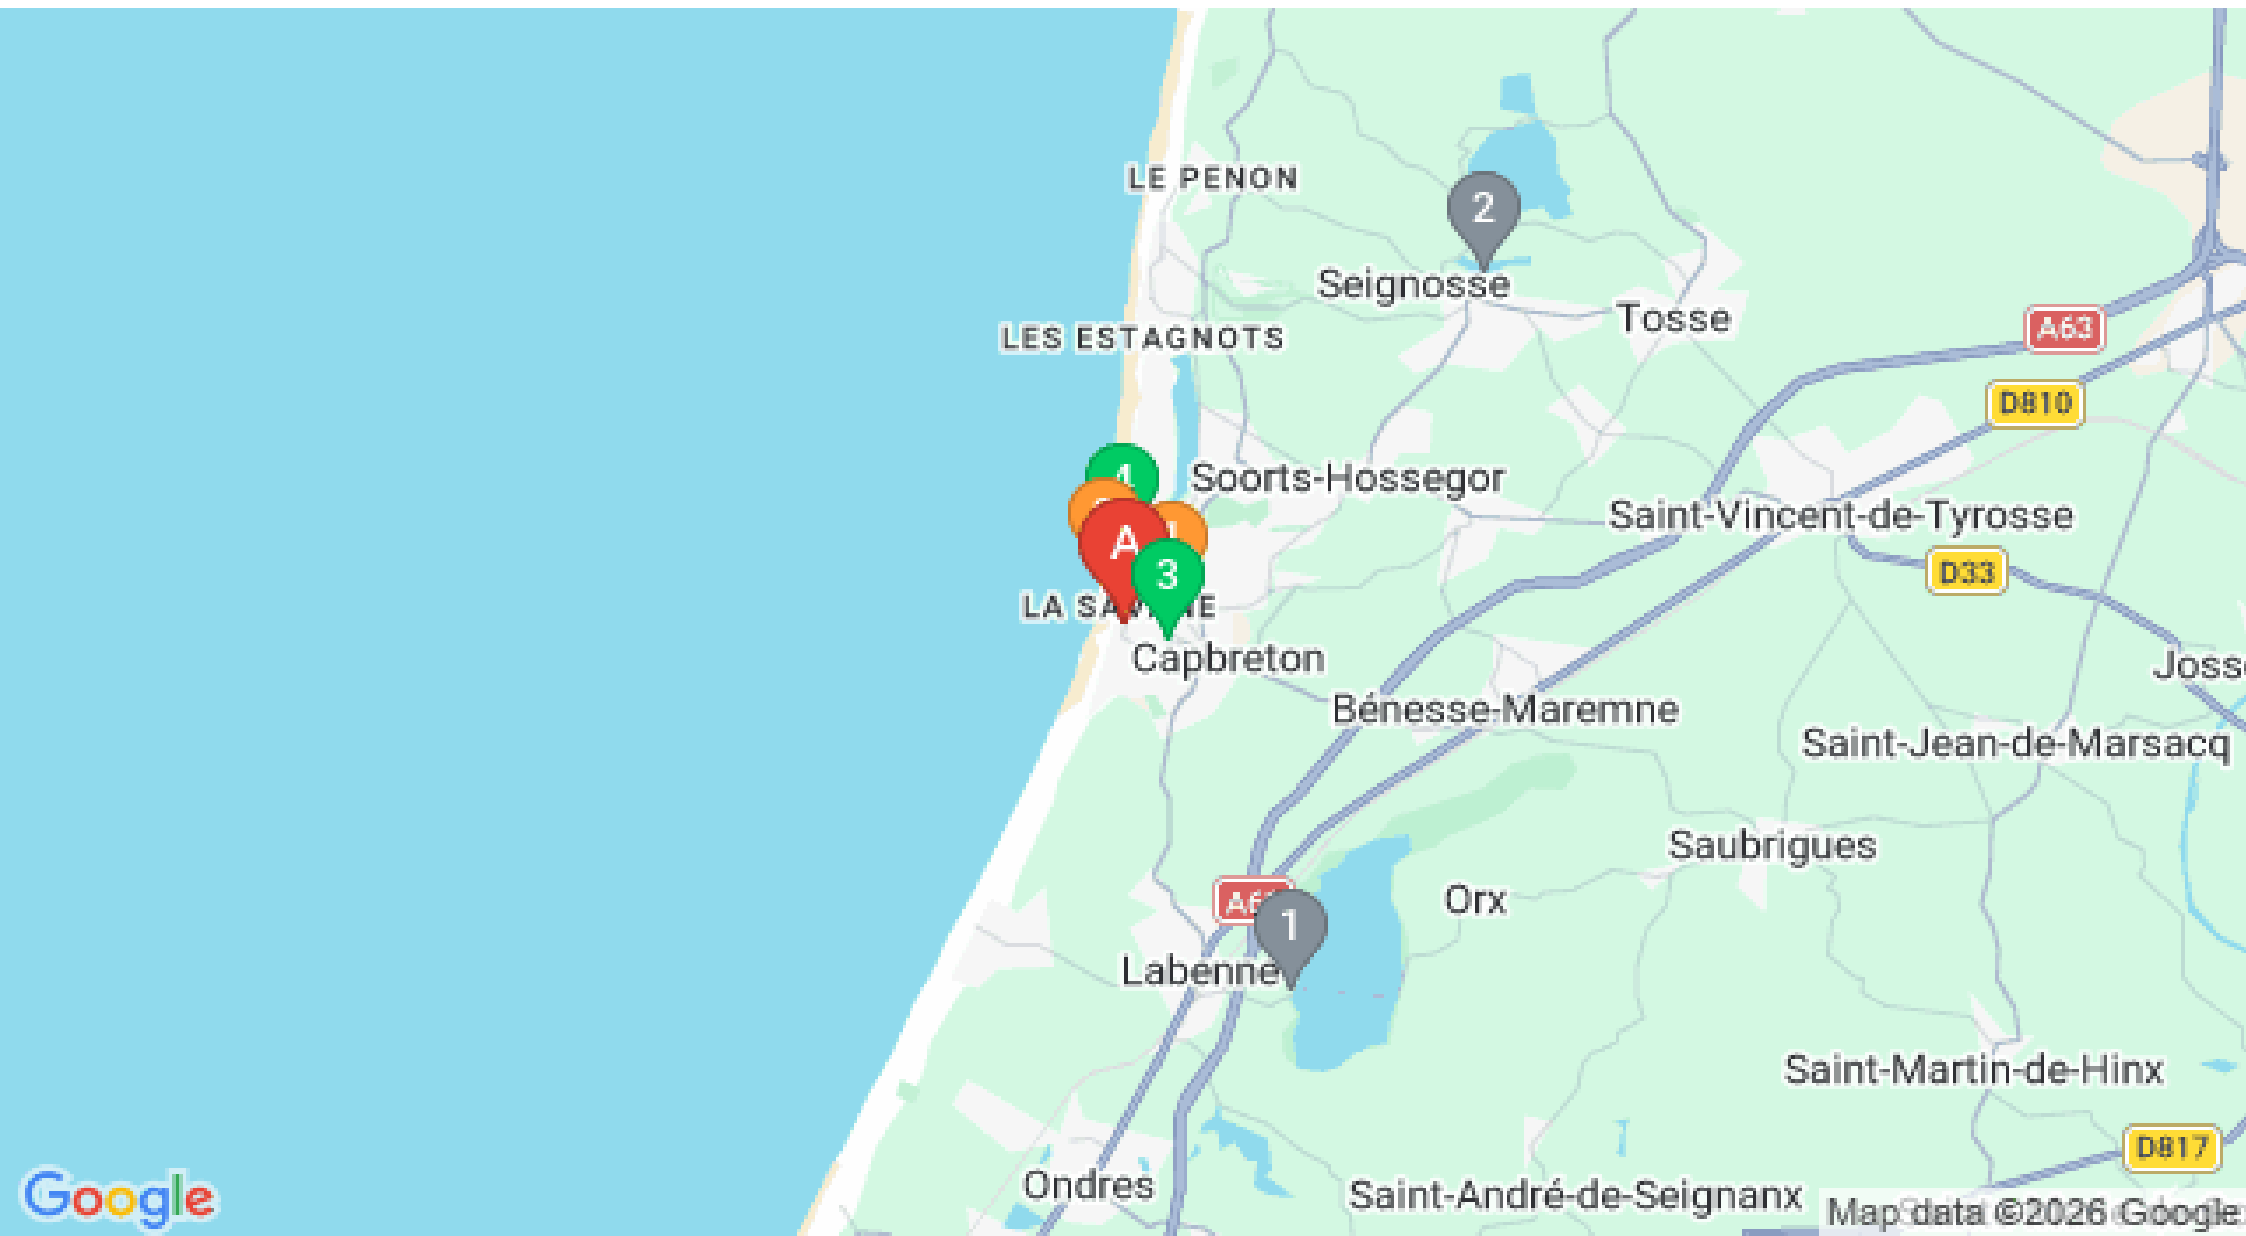 LE PENON
2
Seignosse
Tosse
LES ESTAGNOTS
A63
D810
4
Soorts-Hossegor
Saint-Vincent-de-Tyrosse
A
3
D33
LA
Capbreton
Bénesse-Maremne
Saint-Jean-de-Marsacq
Saubrigues
Orx
1
Labenne
Saint-Martin-de-Hinx
D817
Ondres
Saint-André-de-Seignanx
Google
Map data ©2026 Google